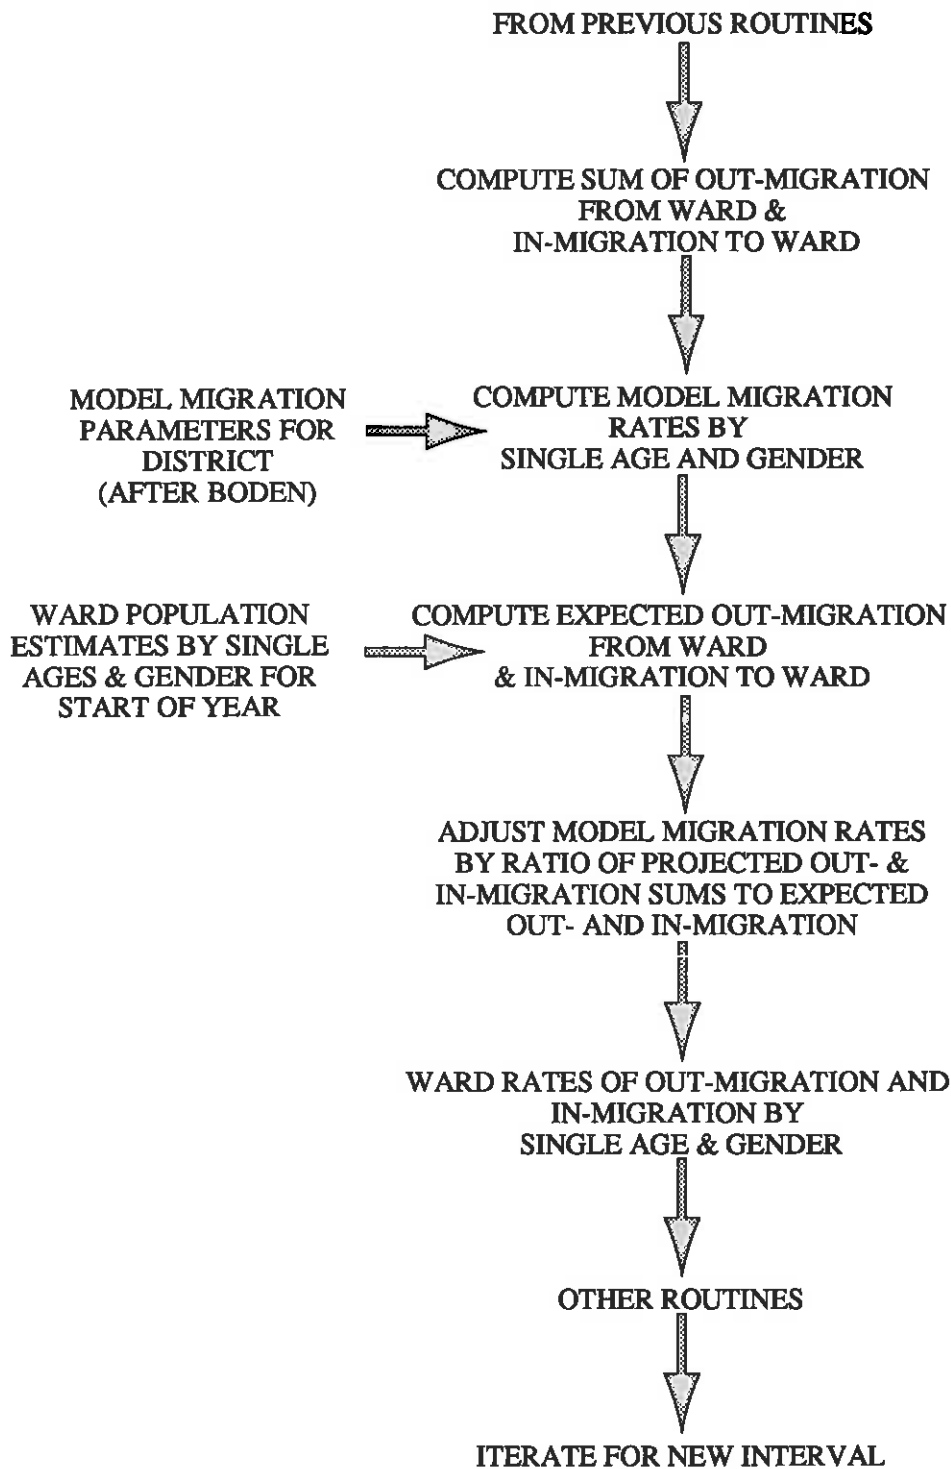 FROM PREVIOUS ROUTINES
COMPUTE SUM OF OUT-MIGRATION
FROM WARD &
IN-MIGRATION TO WARD
MODEL MIGRATION
PARAMETERS FOR
DISTRICT
(AFTER BODEN)
COMPUTE MODEL MIGRATION
RATES BY
SINGLE AGE AND GENDER
WARD POPULATION
ESTIMATES BY SINGLE
AGES & GENDER FOR
START OF YEAR
COMPUTE EXPECTED OUT-MIGRATION
FROM WARD
& IN-MIGRATION TO WARD
ADJUST MODEL MIGRATION RATES
BY RATIO OF PROJECTED OUT- &
IN-MIGRATION SUMS TO EXPECTED
OUT- AND IN-MIGRATION
WARD RATES OF OUT-MIGRATION AND
IN-MIGRATION BY
SINGLE AGE & GENDER
OTHER ROUTINES
ITERATE FOR NEW INTERVAL